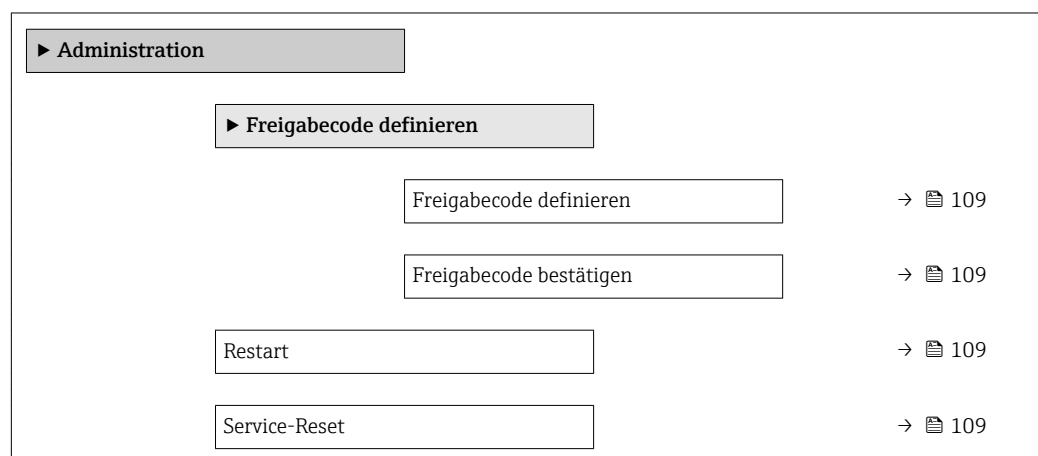 ▶ Administration
▶ Freigabecode definieren
Freigabecode definieren → 109
Freigabecode bestätigen → 109
Restart → 109
Service-Reset → 109